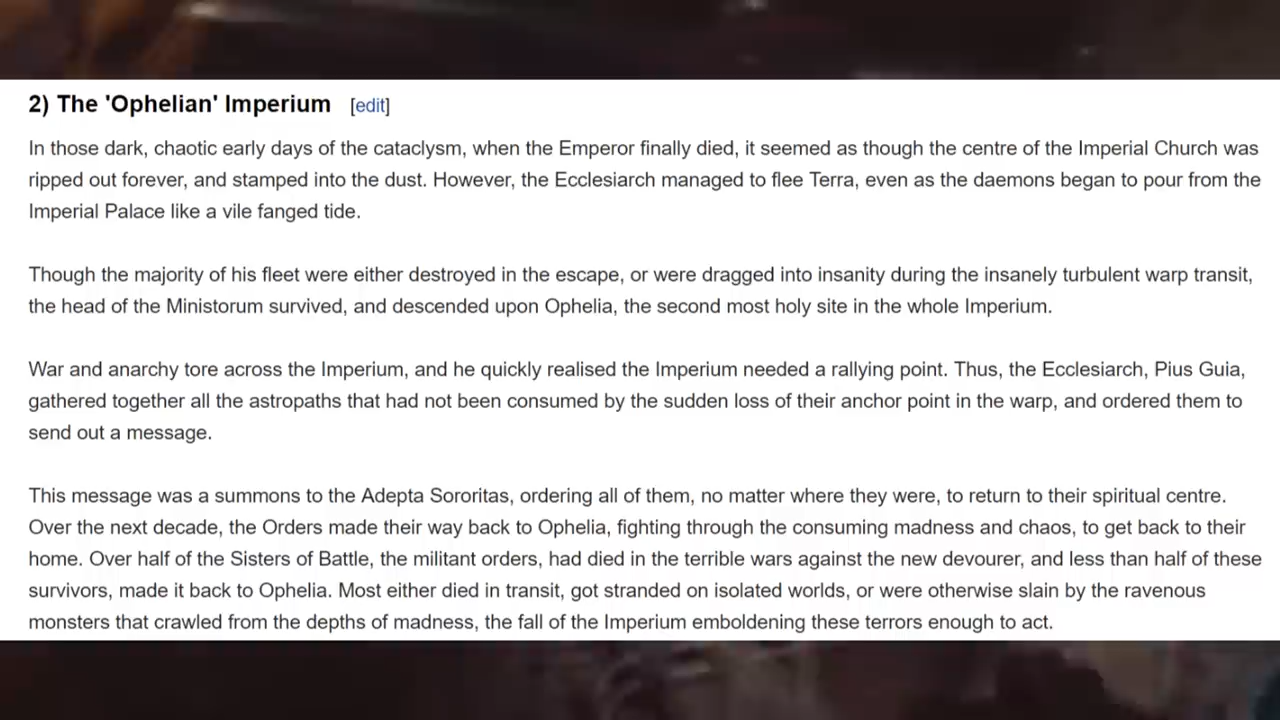 2) The 'Ophelian' Imperium [edit]
In those dark, chaotic early days of the cataclysm, when the Emperor finally died, it seemed as though the centre of the Imperial Church was
ripped out forever, and stamped into the dust. However, the Ecclesiarch managed to flee Terra, even as the daemons began to pour from the
Imperial Palace like a vile fanged tide.
Though the majority of his fleet were either destroyed in the escape, or were dragged into insanity during the insanely turbulent warp transit,
the head of the Ministorum survived, and descended upon Ophelia, the second most holy site in the whole Imperium.
War and anarchy tore across the Imperium, and he quickly realised the Imperium needed a rallying point. Thus, the Ecclesiarch, Pius Guia,
gathered together all the astropaths that had not been consumed by the sudden loss of their anchor point in the warp, and ordered them to
send out a message.
This message was a summons to the Adepta Sororitas, ordering all of them, no matter where they were, to return to their spiritual centre.
Over the next decade, the Orders made their way back to Ophelia, fighting through the consuming madness and chaos, to get back to their
home. Over half of the Sisters of Battle, the militant orders, had died in the terrible wars against the new devourer, and less than half of these
survivors, made it back to Ophelia. Most either died in transit, got stranded on isolated worlds, or were otherwise slain by the ravenous
monsters that crawled from the depths of madness, the fall of the Imperium emboldening these terrors enough to act.